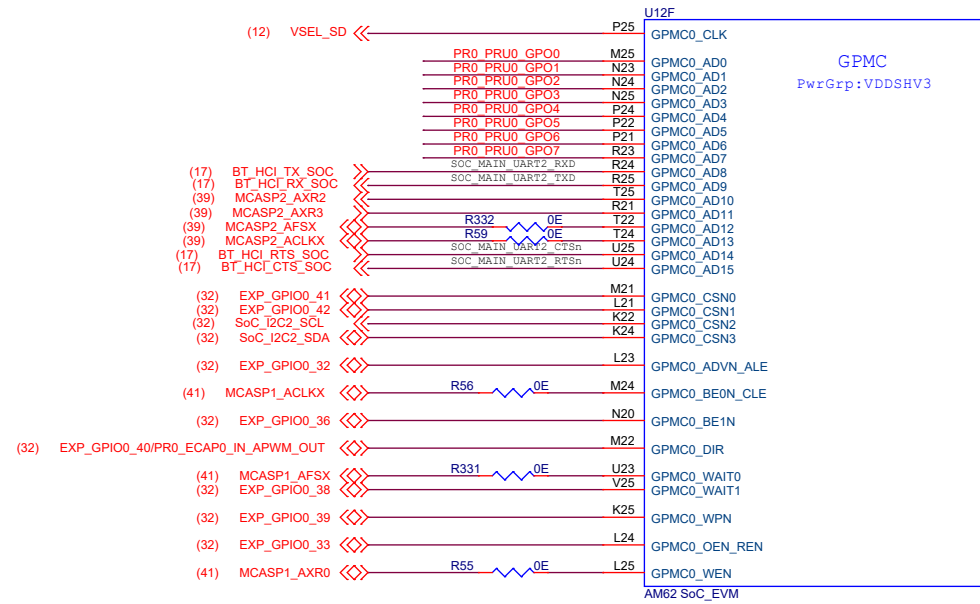 U12F
(12) VSEL_SD P25 GPMC0_CLK
GPMC
PwrGrp:VDDSHV3
PR0_PRU0_GPO0 M25 GPMC0_AD0
PR0_PRU0_GPO1 N23 GPMC0_AD1
PR0_PRU0_GPO2 N24 GPMC0_AD2
PR0_PRU0_GPO3 N25 GPMC0_AD3
PR0_PRU0_GPO4 P24 GPMC0_AD4
PR0_PRU0_GPO5 P22 GPMC0_AD5
PR0_PRU0_GPO6 P21 GPMC0_AD6
PR0_PRU0_GPO7 R23 GPMC0_AD7
(17) BT_HCI_TX_SOC SOC_MAIN_UART2_RXD R24 GPMC0_AD8
(17) BT_HCI_RX_SOC SOC_MAIN_UART2_TXD R25 GPMC0_AD9
(39) MCASP2_AXR2 T25 GPMC0_AD10
(39) MCASP2_AXR3 R21 GPMC0_AD11
(39) MCASP2_AFSX R332 0E T22 GPMC0_AD12
(39) MCASP2_ACLKX R59 0E T24 GPMC0_AD13
(17) BT_HCI_RTS_SOC SOC_MAIN_UART2_CTSn U25 GPMC0_AD14
(17) BT_HCI_CTS_SOC SOC_MAIN_UART2_RTSn U24 GPMC0_AD15
(32) EXP_GPIO0_41 M21 GPMC0_CSN0
(32) EXP_GPIO0_42 L21 GPMC0_CSN1
(32) SoC_I2C2_SCL K22 GPMC0_CSN2
(32) SoC_I2C2_SDA K24 GPMC0_CSN3
(32) EXP_GPIO0_32 L23 GPMC0_ADVN_ALE
(41) MCASP1_ACLKX R56 0E M24 GPMC0_BE0N_CLE
(32) EXP_GPIO0_36 N20 GPMC0_BE1N
(32) EXP_GPIO0_40/PR0_ECAP0_IN_APWM_OUT M22 GPMC0_DIR
(41) MCASP1_AFSX R331 0E U23 GPMC0_WAIT0
(32) EXP_GPIO0_38 V25 GPMC0_WAIT1
(32) EXP_GPIO0_39 K25 GPMC0_WPN
(32) EXP_GPIO0_33 L24 GPMC0_OEN_REN
(41) MCASP1_AXR0 R55 0E L25 GPMC0_WEN
AM62 SoC_EVM